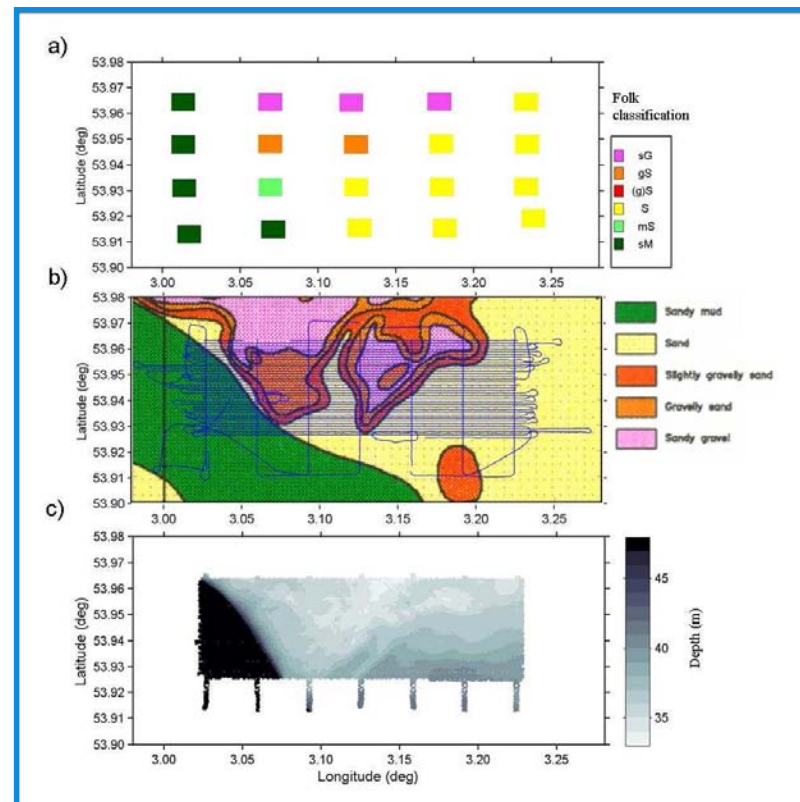 a)
53.98
53.97
53.96
53.95
53.94
53.93
53.92
53.91
53.90
Latitude (deg)
3.00
3.05
3.10
3.15
3.20
3.25
Folk
classification
sG
gS
(g)S
S
mS
sM
b)
53.98
53.97
53.96
53.95
53.94
53.93
53.92
53.91
53.90
Latitude (deg)
3.00
3.05
3.10
3.15
3.20
3.25
Sandy mud
Sand
Slightly gravelly sand
Gravelly sand
Sandy gravel
c)
53.98
53.97
53.96
53.95
53.94
53.93
53.92
53.91
53.90
Latitude (deg)
3.00
3.05
3.10
3.15
3.20
3.25
Longitude (deg)
45
40
35
Depth (m)